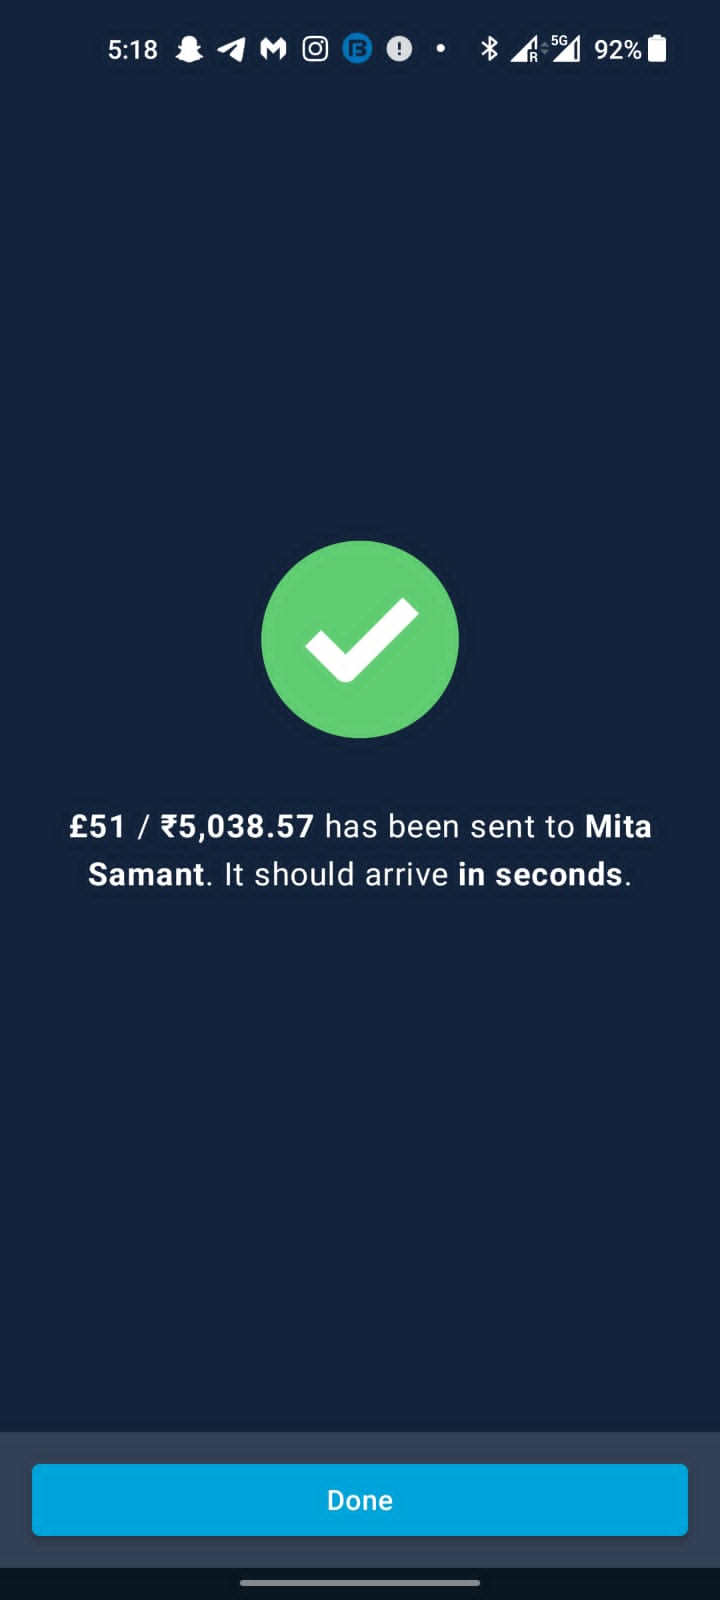 5:18 5G 92%
R
£51 / ₹5,038.57 has been sent to Mita
Samant. It should arrive in seconds.
Done